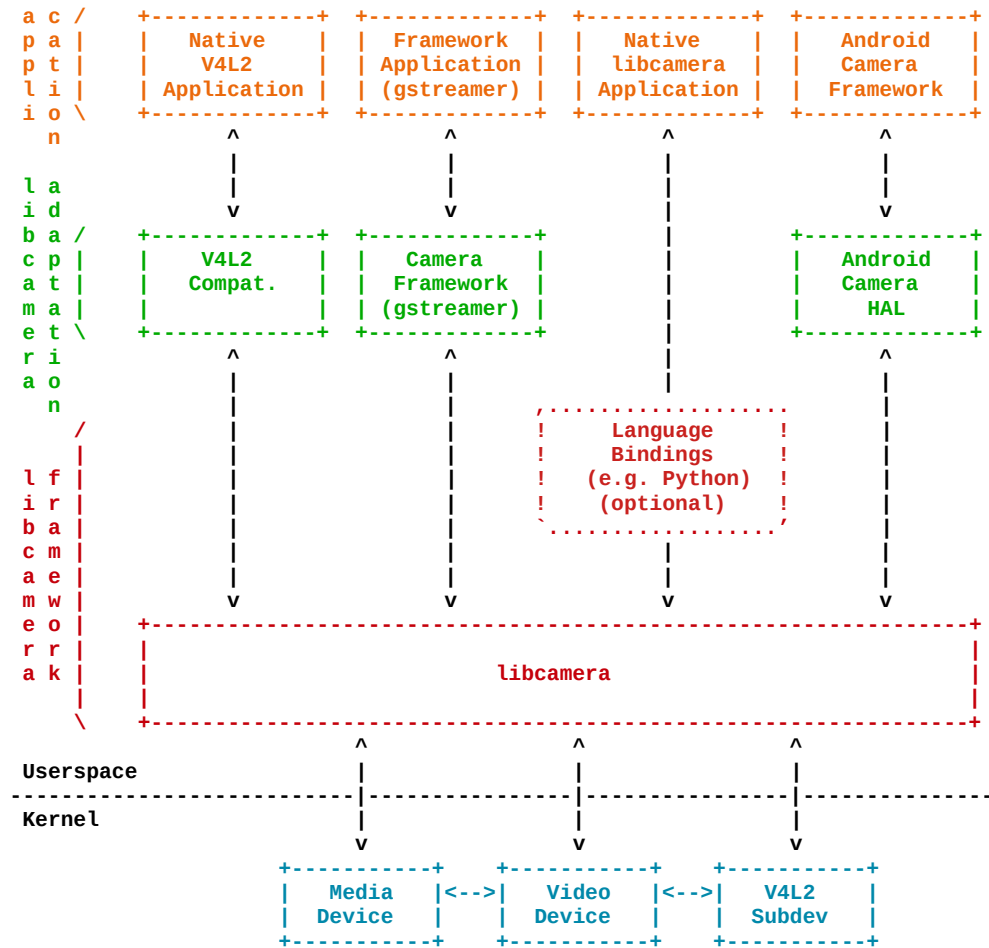 application
Native
V4L2
Application
Framework
Application
(gstreamer)
Native
libcamera
Application
Android
Camera
Framework
libcamera
adaptation
V4L2
Compat.
Camera
Framework
(gstreamer)
Android
Camera
HAL
libcamera
framework
Language
Bindings
(e.g. Python)
(optional)
libcamera
Userspace
Kernel
Media
Device
Video
Device
V4L2
Subdev